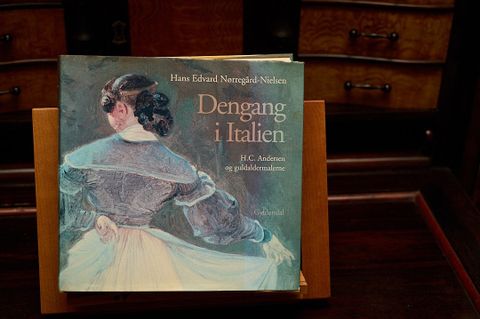 Hans Edvard Nørregård-Nielsen
Dengang
i Italien
H.C. Andersen
og guldaldermalerne
Gyldendal